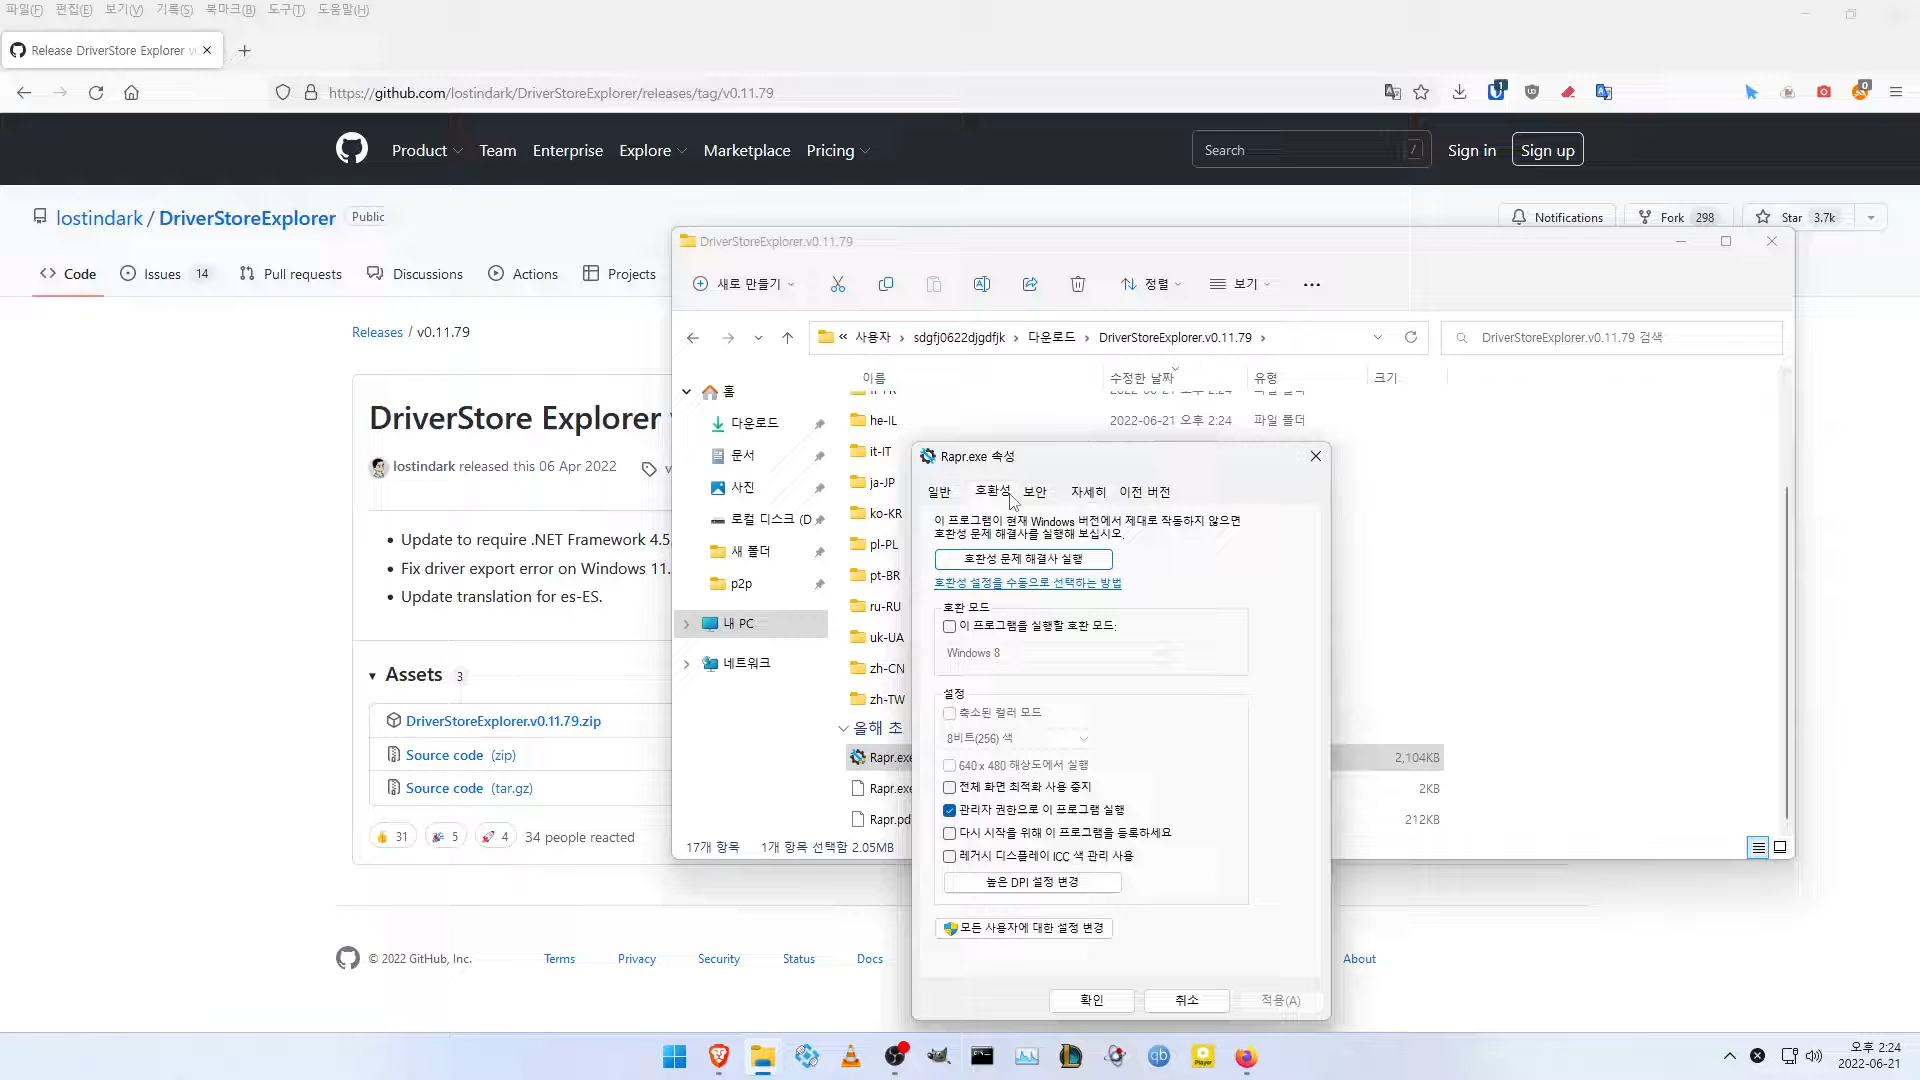 파일(F) 편집(E) 보기(V) 기록(S) 북마크(B) 도구(T) 도움말(H)
Release DriverStore Explorer v
https://github.com/lostindark/DriverStoreExplorer/releases/tag/v0.11.79
1
0
Product Team Enterprise Explore Marketplace Pricing
Search /
Sign in Sign up
lostindark / DriverStoreExplorer Public
Notifications Fork 298 Star 3.7k
Code Issues 14 Pull requests Discussions Actions Projects
Releases / v0.11.79
DriverStore Explorer
lostindark released this 06 Apr 2022
Update to require .NET Framework 4.5.
Fix driver export error on Windows 11.
Update translation for es-ES.
Assets 3
DriverStoreExplorer.v0.11.79.zip
Source code (zip)
Source code (tar.gz)
31 5 4 34 people reacted
© 2022 GitHub, Inc. Terms Privacy Security Status Docs About
DriverStoreExplorer.v0.11.79
새로 만들기 정렬 보기 ...
« 사용자 › sdgfj0622djgdfjk › 다운로드 › DriverStoreExplorer.v0.11.79 ›
DriverStoreExplorer.v0.11.79 검색
이름 수정한 날짜 유형 크기
홈
다운로드
문서
사진
로컬 디스크 (D
새 폴더
p2p
내 PC
네트워크
he-IL 2022-06-21 오후 2:24 파일 폴더
it-IT
ja-JP
ko-KR
pl-PL
pt-BR
ru-RU
uk-UA
zh-CN
zh-TW
올해 초
Rapr.exe 2,104KB
Rapr.exe 2KB
Rapr.pd 212KB
17개 항목 1개 항목 선택함 2.05MB
Rapr.exe 속성
일반 호환성 보안 자세히 이전 버전
이 프로그램이 현재 Windows 버전에서 제대로 작동하지 않으면
호환성 문제 해결사를 실행해 보십시오.
호환성 문제 해결사 실행
호환성 설정을 수동으로 선택하는 방법
호환 모드
이 프로그램을 실행할 호환 모드:
Windows 8
설정
축소된 컬러 모드
8비트(256) 색
640 x 480 해상도에서 실행
전체 화면 최적화 사용 중지
관리자 권한으로 이 프로그램 실행
다시 시작을 위해 이 프로그램을 등록하세요
레거시 디스플레이 ICC 색 관리 사용
높은 DPI 설정 변경
모든 사용자에 대한 설정 변경
확인 취소 적용(A)
qb
Player
오후 2:24
2022-06-21